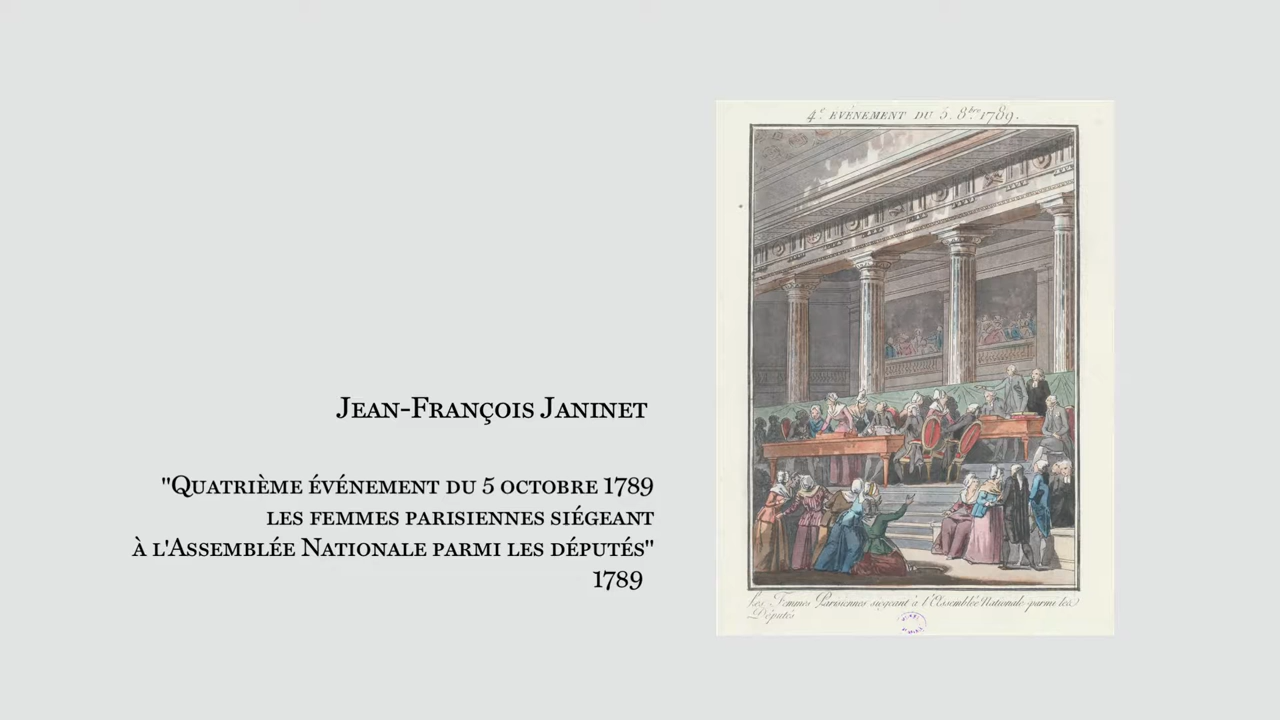 Jean-François Janinet
"Quatrième événement du 5 octobre 1789
les femmes parisiennes siégeant
à l'Assemblée Nationale parmi les députés"
1789
4.e EVÉNEMENT DU 5. 8.bre 1789.
Les Femmes Parisiennes siégeant à l'Assemblée Nationale parmi les
Députés